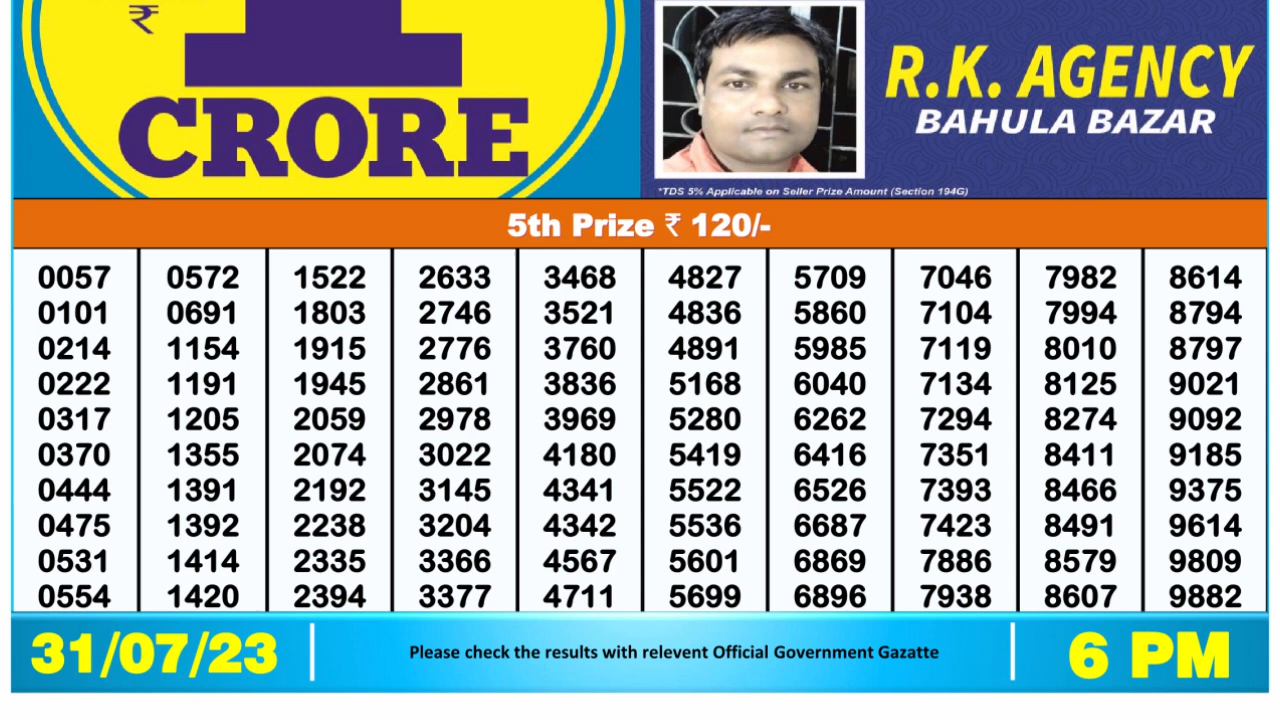 ₹
1
CRORE
R.K. AGENCY
BAHULA BAZAR
*TDS 5% Applicable on Seller Prize Amount (Section 194G)
5th Prize ₹ 120/-
0057 0572 1522 2633 3468 4827 5709 7046 7982 8614
0101 0691 1803 2746 3521 4836 5860 7104 7994 8794
0214 1154 1915 2776 3760 4891 5985 7119 8010 8797
0222 1191 1945 2861 3836 5168 6040 7134 8125 9021
0317 1205 2059 2978 3969 5280 6262 7294 8274 9092
0370 1355 2074 3022 4180 5419 6416 7351 8411 9185
0444 1391 2192 3145 4341 5522 6526 7393 8466 9375
0475 1392 2238 3204 4342 5536 6687 7423 8491 9614
0531 1414 2335 3366 4567 5601 6869 7886 8579 9809
0554 1420 2394 3377 4711 5699 6896 7938 8607 9882
31/07/23
Please check the results with relevent Official Government Gazatte
6 PM